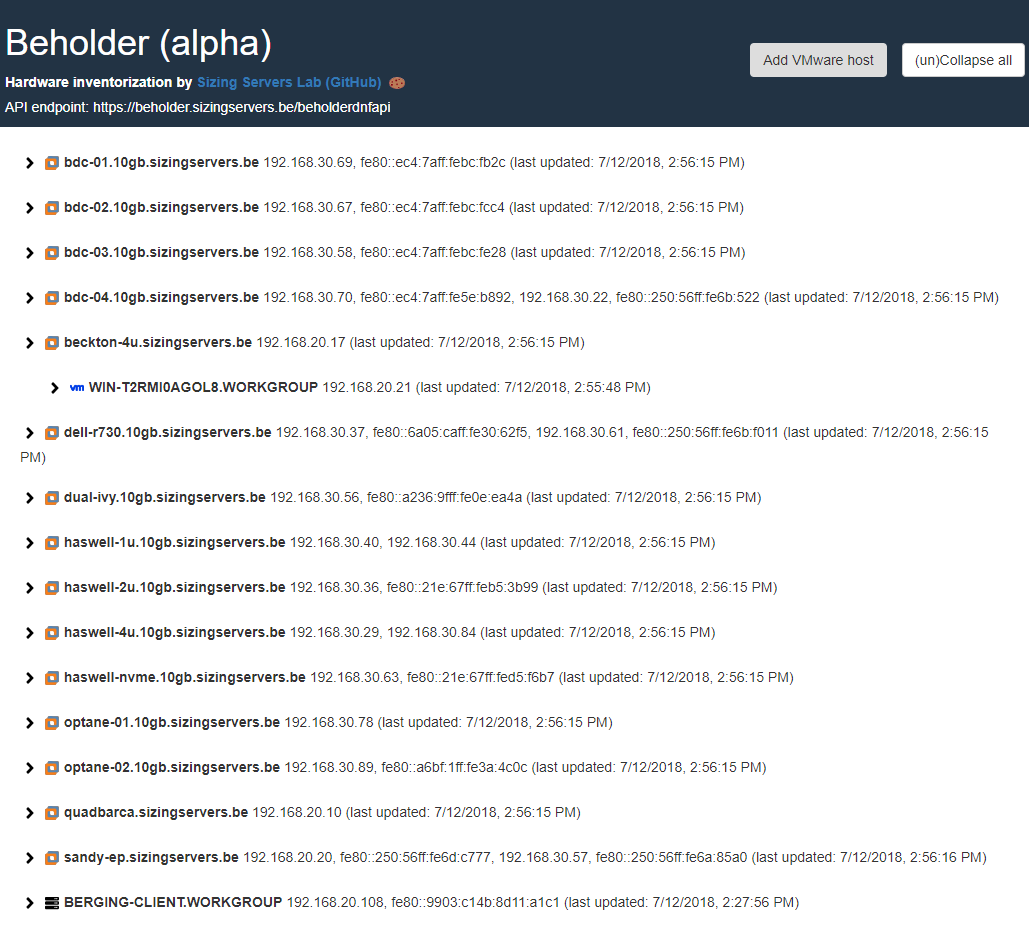 Beholder (alpha)
Add VMware host
(un)Collapse all
Hardware inventorization by Sizing Servers Lab (GitHub)
API endpoint: https://beholder.sizingservers.be/beholderdnfapi
bdc-01.10gb.sizingservers.be 192.168.30.69, fe80::ec4:7aff:febc:fb2c (last updated: 7/12/2018, 2:56:15 PM)
bdc-02.10gb.sizingservers.be 192.168.30.67, fe80::ec4:7aff:febc:fcc4 (last updated: 7/12/2018, 2:56:15 PM)
bdc-03.10gb.sizingservers.be 192.168.30.58, fe80::ec4:7aff:febc:fe28 (last updated: 7/12/2018, 2:56:15 PM)
bdc-04.10gb.sizingservers.be 192.168.30.70, fe80::ec4:7aff:fe5e:b892, 192.168.30.22, fe80::250:56ff:fe6b:522 (last updated: 7/12/2018, 2:56:15 PM)
beckton-4u.sizingservers.be 192.168.20.17 (last updated: 7/12/2018, 2:56:15 PM)
vm WIN-T2RMI0AGOL8.WORKGROUP 192.168.20.21 (last updated: 7/12/2018, 2:55:48 PM)
dell-r730.10gb.sizingservers.be 192.168.30.37, fe80::6a05:caff:fe30:62f5, 192.168.30.61, fe80::250:56ff:fe6b:f011 (last updated: 7/12/2018, 2:56:15
PM)
dual-ivy.10gb.sizingservers.be 192.168.30.56, fe80::a236:9fff:fe0e:ea4a (last updated: 7/12/2018, 2:56:15 PM)
haswell-1u.10gb.sizingservers.be 192.168.30.40, 192.168.30.44 (last updated: 7/12/2018, 2:56:15 PM)
haswell-2u.10gb.sizingservers.be 192.168.30.36, fe80::21e:67ff:feb5:3b99 (last updated: 7/12/2018, 2:56:15 PM)
haswell-4u.10gb.sizingservers.be 192.168.30.29, 192.168.30.84 (last updated: 7/12/2018, 2:56:15 PM)
haswell-nvme.10gb.sizingservers.be 192.168.30.63, fe80::21e:67ff:fed5:f6b7 (last updated: 7/12/2018, 2:56:15 PM)
optane-01.10gb.sizingservers.be 192.168.30.78 (last updated: 7/12/2018, 2:56:15 PM)
optane-02.10gb.sizingservers.be 192.168.30.89, fe80::a6bf:1ff:fe3a:4c0c (last updated: 7/12/2018, 2:56:15 PM)
quadbarca.sizingservers.be 192.168.20.10 (last updated: 7/12/2018, 2:56:15 PM)
sandy-ep.sizingservers.be 192.168.20.20, fe80::250:56ff:fe6d:c777, 192.168.30.57, fe80::250:56ff:fe6a:85a0 (last updated: 7/12/2018, 2:56:16 PM)
BERGING-CLIENT.WORKGROUP 192.168.20.108, fe80::9903:c14b:8d11:a1c1 (last updated: 7/12/2018, 2:27:56 PM)